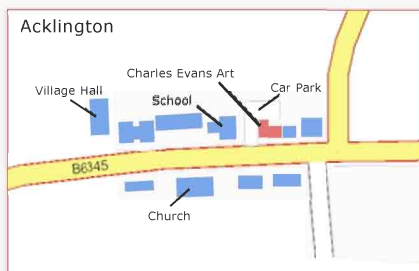 Acklington
Charles Evans Art
Car Park
Village Hall
School
B6345
Church